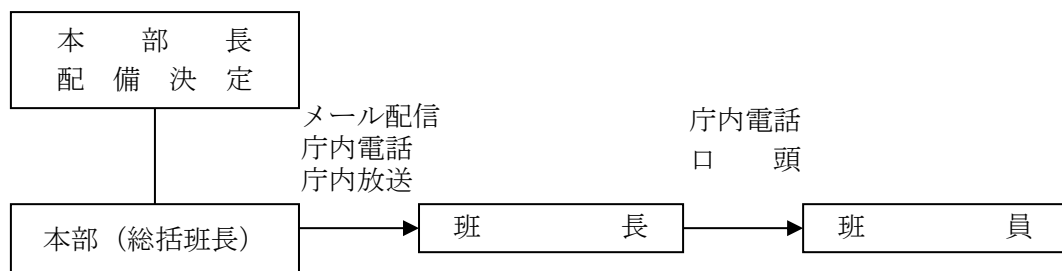 本　部　長
配　備　決　定
メール配信
庁内電話
庁内放送
庁内電話
口　　頭
本部（総括班長）
班　　　　長
班　　　　員